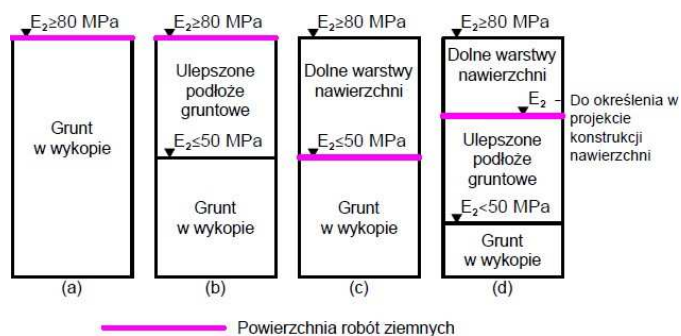 E₂≥80 MPa
Grunt
w wykopie
(a)
E₂≥80 MPa
Ulepszone
podłoże
gruntowe
E₂≤50 MPa
Grunt
w wykopie
(b)
E₂≥80 MPa
Dolne warstwy
nawierzchni
E₂≤50 MPa
Grunt
w wykopie
(c)
E₂≥80 MPa
Dolne warstwy
nawierzchni
E₂ – Do określenia w
projekcie
konstrukcji
nawierzchni
Ulepszone
podłoże
gruntowe
E₂<50 MPa
Grunt
w wykopie
(d)
Powierzchnia robót ziemnych